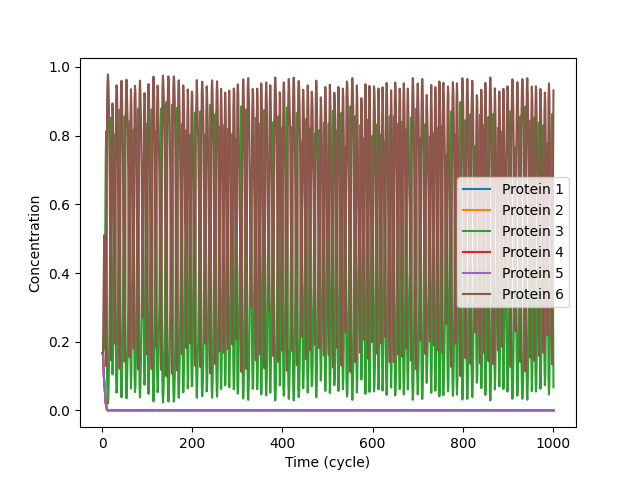 1.0
0.8
0.6
0.4
0.2
0.0
Concentration
Protein 1
Protein 2
Protein 3
Protein 4
Protein 5
Protein 6
0 200 400 600 800 1000
Time (cycle)